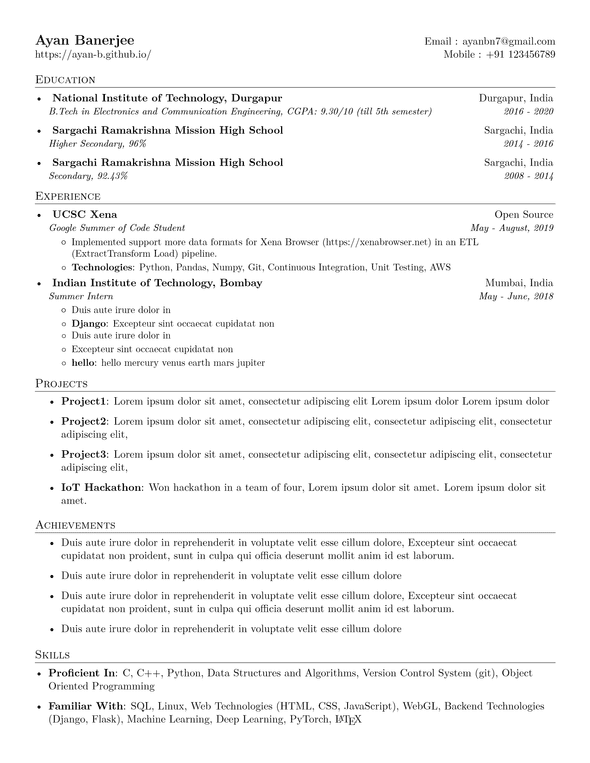 Ayan Banerjee
Email : ayanbn7@gmail.com
https://ayan-b.github.io/
Mobile : +91 123456789
Education
• National Institute of Technology, Durgapur Durgapur, India
B.Tech in Electronics and Communication Engineering, CGPA: 9.30/10 (till 5th semester) 2016 - 2020
• Sargachi Ramakrishna Mission High School Sargachi, India
Higher Secondary, 96% 2014 - 2016
• Sargachi Ramakrishna Mission High School Sargachi, India
Secondary, 92.43% 2008 - 2014
Experience
• UCSC Xena Open Source
Google Summer of Code Student May - August, 2019
◦ Implemented support more data formats for Xena Browser (https://xenabrowser.net) in an ETL
(ExtractTransform Load) pipeline.
◦ Technologies: Python, Pandas, Numpy, Git, Continuous Integration, Unit Testing, AWS
• Indian Institute of Technology, Bombay Mumbai, India
Summer Intern May - June, 2018
◦ Duis aute irure dolor in
◦ Django: Excepteur sint occaecat cupidatat non
◦ Duis aute irure dolor in
◦ Excepteur sint occaecat cupidatat non
◦ hello: hello mercury venus earth mars jupiter
Projects
• Project1: Lorem ipsum dolor sit amet, consectetur adipiscing elit Lorem ipsum dolor Lorem ipsum dolor
• Project2: Lorem ipsum dolor sit amet, consectetur adipiscing elit, consectetur adipiscing elit, consectetur
adipiscing elit,
• Project3: Lorem ipsum dolor sit amet, consectetur adipiscing elit, consectetur adipiscing elit, consectetur
adipiscing elit,
• IoT Hackathon: Won hackathon in a team of four, Lorem ipsum dolor sit amet. Lorem ipsum dolor sit
amet.
Achievements
• Duis aute irure dolor in reprehenderit in voluptate velit esse cillum dolore, Excepteur sint occaecat
cupidatat non proident, sunt in culpa qui officia deserunt mollit anim id est laborum.
• Duis aute irure dolor in reprehenderit in voluptate velit esse cillum dolore
• Duis aute irure dolor in reprehenderit in voluptate velit esse cillum dolore, Excepteur sint occaecat
cupidatat non proident, sunt in culpa qui officia deserunt mollit anim id est laborum.
• Duis aute irure dolor in reprehenderit in voluptate velit esse cillum dolore
Skills
• Proficient In: C, C++, Python, Data Structures and Algorithms, Version Control System (git), Object
Oriented Programming
• Familiar With: SQL, Linux, Web Technologies (HTML, CSS, JavaScript), WebGL, Backend Technologies
(Django, Flask), Machine Learning, Deep Learning, PyTorch, LATEX